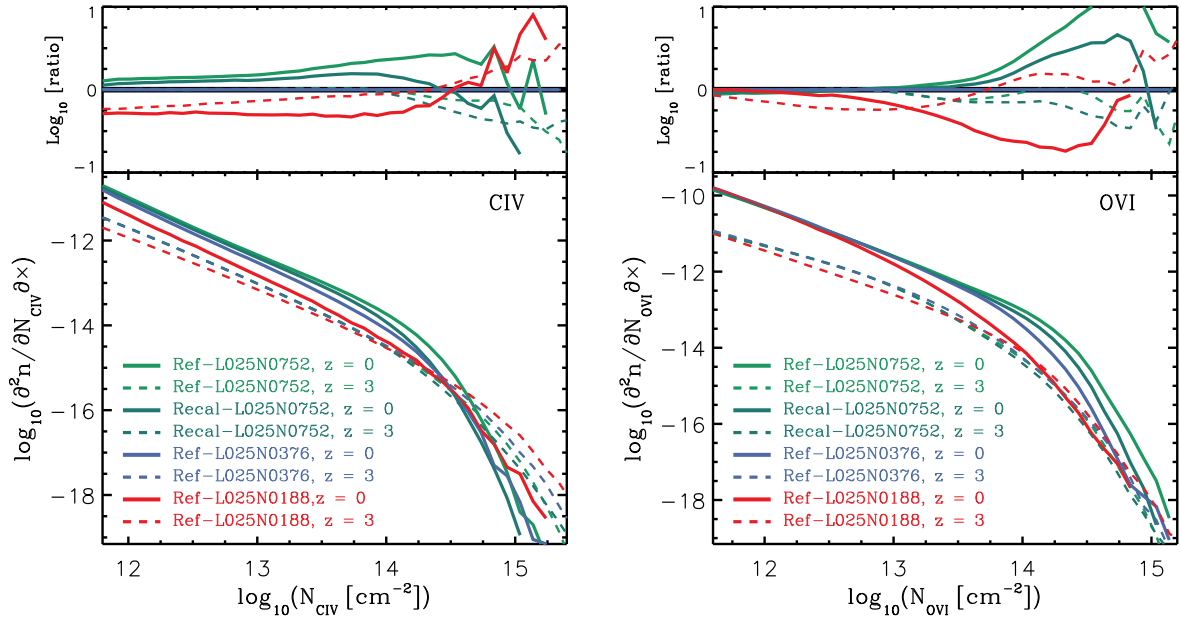 1
0
−1
Log10 [ratio]
CIV
−12
−14
−16
−18
log10(∂2n/∂NCIV∂×)
Ref−L025N0752, z = 0
Ref−L025N0752, z = 3
Recal−L025N0752, z = 0
Recal−L025N0752, z = 3
Ref−L025N0376, z = 0
Ref−L025N0376, z = 3
Ref−L025N0188,z = 0
Ref−L025N0188, z = 3
12 13 14 15
log10(NCIV [cm−2])
1
0
−1
Log10 [ratio]
OVI
−10
−12
−14
−16
−18
log10(∂2n/∂NOVI∂×)
Ref−L025N0752, z = 0
Ref−L025N0752, z = 3
Recal−L025N0752, z = 0
Recal−L025N0752, z = 3
Ref−L025N0376, z = 0
Ref−L025N0376, z = 3
Ref−L025N0188, z = 0
Ref−L025N0188, z = 3
12 13 14 15
log10(NOVI [cm−2])